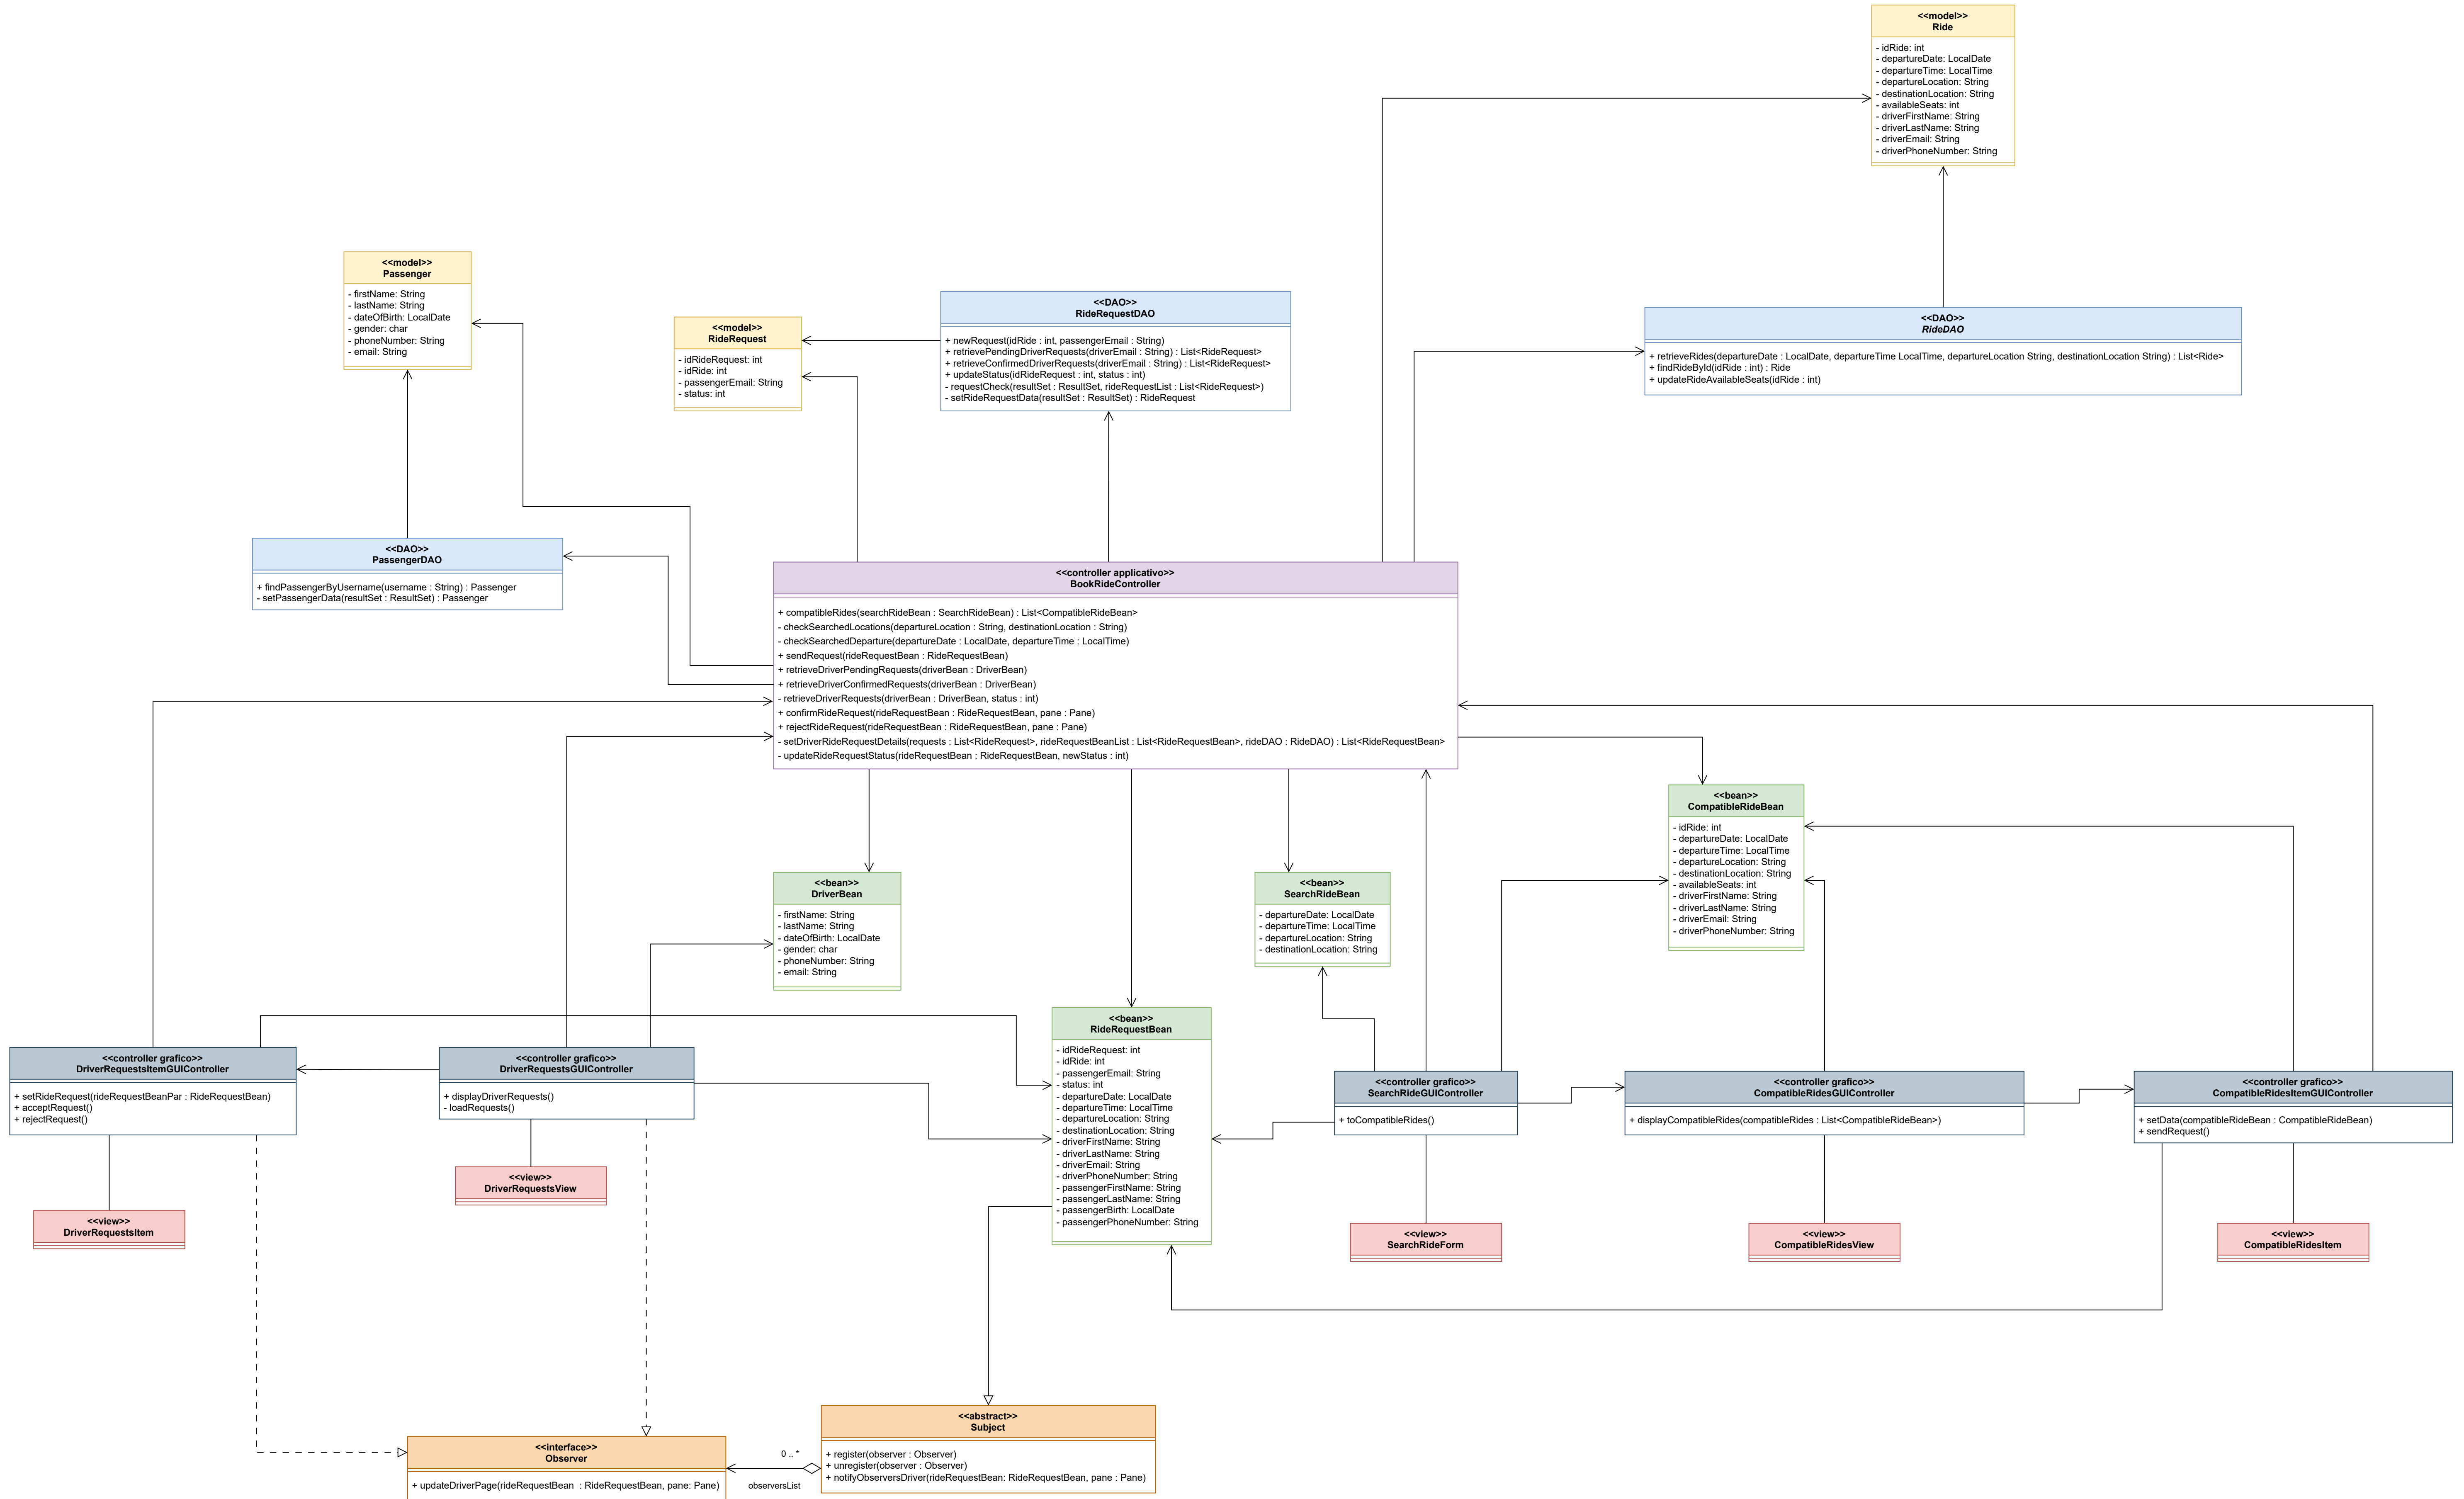 <<model>>
Ride
- idRide: int
- departureDate: LocalDate
- departureTime: LocalTime
- departureLocation: String
- destinationLocation: String
- availableSeats: int
- driverFirstName: String
- driverLastName: String
- driverEmail: String
- driverPhoneNumber: String
<<model>>
Passenger
- firstName: String
- lastName: String
- dateOfBirth: LocalDate
- gender: char
- phoneNumber: String
- email: String
<<model>>
RideRequest
- idRideRequest: int
- idRide: int
- passengerEmail: String
- status: int
<<DAO>>
RideRequestDAO
+ newRequest(idRide : int, passengerEmail : String)
+ retrievePendingDriverRequests(driverEmail : String) : List<RideRequest>
+ retrieveConfirmedDriverRequests(driverEmail : String) : List<RideRequest>
+ updateStatus(idRideRequest : int, status : int)
- requestCheck(resultSet : ResultSet, rideRequestList : List<RideRequest>)
- setRideRequestData(resultSet : ResultSet) : RideRequest
<<DAO>>
RideDAO
+ retrieveRides(departureDate : LocalDate, departureTime LocalTime, departureLocation String, destinationLocation String) : List<Ride>
+ findRideById(idRide : int) : Ride
+ updateRideAvailableSeats(idRide : int)
<<DAO>>
PassengerDAO
+ findPassengerByUsername(username : String) : Passenger
- setPassengerData(resultSet : ResultSet) : Passenger
<<controller applicativo>>
BookRideController
+ compatibleRides(searchRideBean : SearchRideBean) : List<CompatibleRideBean>
- checkSearchedLocations(departureLocation : String, destinationLocation : String)
- checkSearchedDeparture(departureDate : LocalDate, departureTime : LocalTime)
+ sendRequest(rideRequestBean : RideRequestBean)
+ retrieveDriverPendingRequests(driverBean : DriverBean)
+ retrieveDriverConfirmedRequests(driverBean : DriverBean)
- retrieveDriverRequests(driverBean : DriverBean, status : int)
+ confirmRideRequest(rideRequestBean : RideRequestBean, pane : Pane)
+ rejectRideRequest(rideRequestBean : RideRequestBean, pane : Pane)
- setDriverRideRequestDetails(requests : List<RideRequest>, rideRequestBeanList : List<RideRequestBean>, rideDAO : RideDAO) : List<RideRequestBean>
- updateRideRequestStatus(rideRequestBean : RideRequestBean, newStatus : int)
<<bean>>
CompatibleRideBean
- idRide: int
- departureDate: LocalDate
- departureTime: LocalTime
- departureLocation: String
- destinationLocation: String
- availableSeats: int
- driverFirstName: String
- driverLastName: String
- driverEmail: String
- driverPhoneNumber: String
<<bean>>
DriverBean
- firstName: String
- lastName: String
- dateOfBirth: LocalDate
- gender: char
- phoneNumber: String
- email: String
<<bean>>
SearchRideBean
- departureDate: LocalDate
- departureTime: LocalTime
- departureLocation: String
- destinationLocation: String
<<bean>>
RideRequestBean
- idRideRequest: int
- idRide: int
- passengerEmail: String
- status: int
- departureDate: LocalDate
- departureTime: LocalTime
- departureLocation: String
- destinationLocation: String
- driverFirstName: String
- driverLastName: String
- driverEmail: String
- driverPhoneNumber: String
- passengerFirstName: String
- passengerLastName: String
- passengerBirth: LocalDate
- passengerPhoneNumber: String
<<controller grafico>>
DriverRequestsItemGUIController
+ setRideRequest(rideRequestBeanPar : RideRequestBean)
+ acceptRequest()
+ rejectRequest()
<<controller grafico>>
DriverRequestsGUIController
+ displayDriverRequests()
- loadRequests()
<<controller grafico>>
SearchRideGUIController
+ toCompatibleRides()
<<controller grafico>>
CompatibleRidesGUIController
+ displayCompatibleRides(compatibleRides : List<CompatibleRideBean>)
<<controller grafico>>
CompatibleRidesItemGUIController
+ setData(compatibleRideBean : CompatibleRideBean)
+ sendRequest()
<<view>>
DriverRequestsItem
<<view>>
DriverRequestsView
<<view>>
SearchRideForm
<<view>>
CompatibleRidesView
<<view>>
CompatibleRidesItem
<<interface>>
Observer
+ updateDriverPage(rideRequestBean : RideRequestBean, pane: Pane)
0 .. *
observersList
<<abstract>>
Subject
+ register(observer : Observer)
+ unregister(observer : Observer)
+ notifyObserversDriver(rideRequestBean: RideRequestBean, pane : Pane)